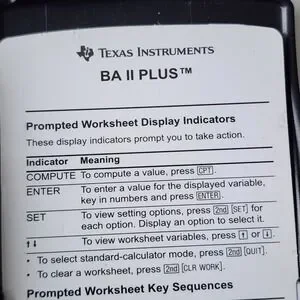 TEXAS INSTRUMENTS
BA II PLUS™
Prompted Worksheet Display Indicators
These display indicators prompt you to take action.
Indicator Meaning
COMPUTE To compute a value, press [CPT].
ENTER To enter a value for the displayed variable,
key in numbers and press [ENTER].
SET To view setting options, press [2nd] [SET] for
each option. Display an option to select it.
↑↓ To view worksheet variables, press [↑] or [↓].
• To select standard-calculator mode, press [2nd] [QUIT].
• To clear a worksheet, press [2nd] [CLR WORK].
Prompted Worksheet Key Sequences